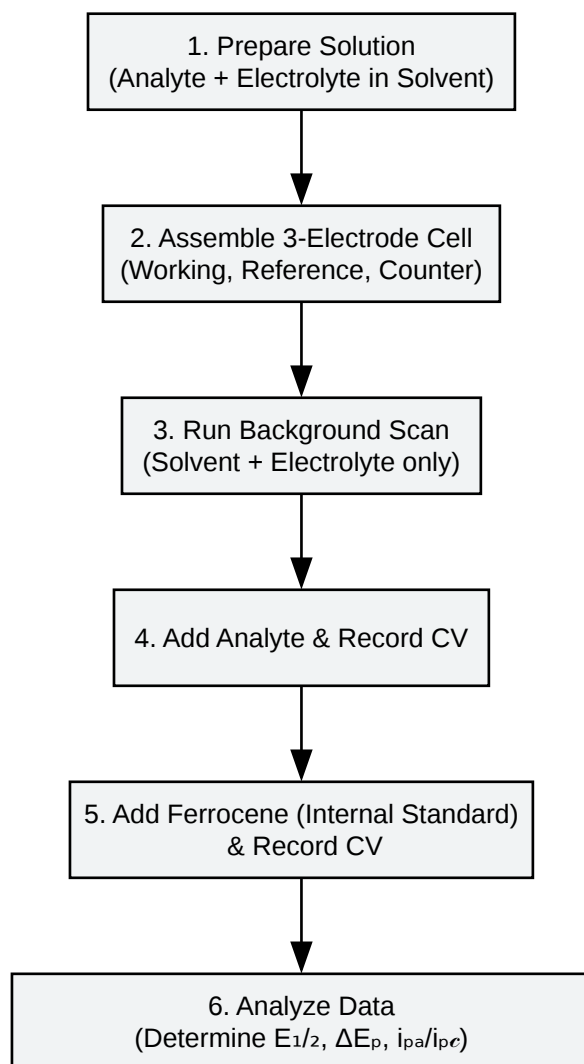 1. Prepare Solution
(Analyte + Electrolyte in Solvent)
2. Assemble 3-Electrode Cell
(Working, Reference, Counter)
3. Run Background Scan
(Solvent + Electrolyte only)
4. Add Analyte & Record CV
5. Add Ferrocene (Internal Standard)
& Record CV
6. Analyze Data
(Determine E₁/₂, ΔEₚ, iₚₐ/iₚ𝒸)